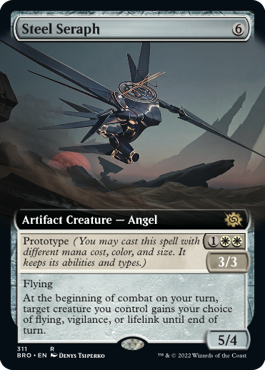 Steel Seraph 6
Artifact Creature — Angel
Prototype (You may cast this spell with 1
different mana cost, color, and size. It
keeps its abilities and types.) 3/3
Flying
At the beginning of combat on your turn,
target creature you control gains your choice
of flying, vigilance, or lifelink until end of
turn.
5/4
311 R
BRO • EN DENYS TSIPERKO ™ & © 2022 Wizards of the Coast